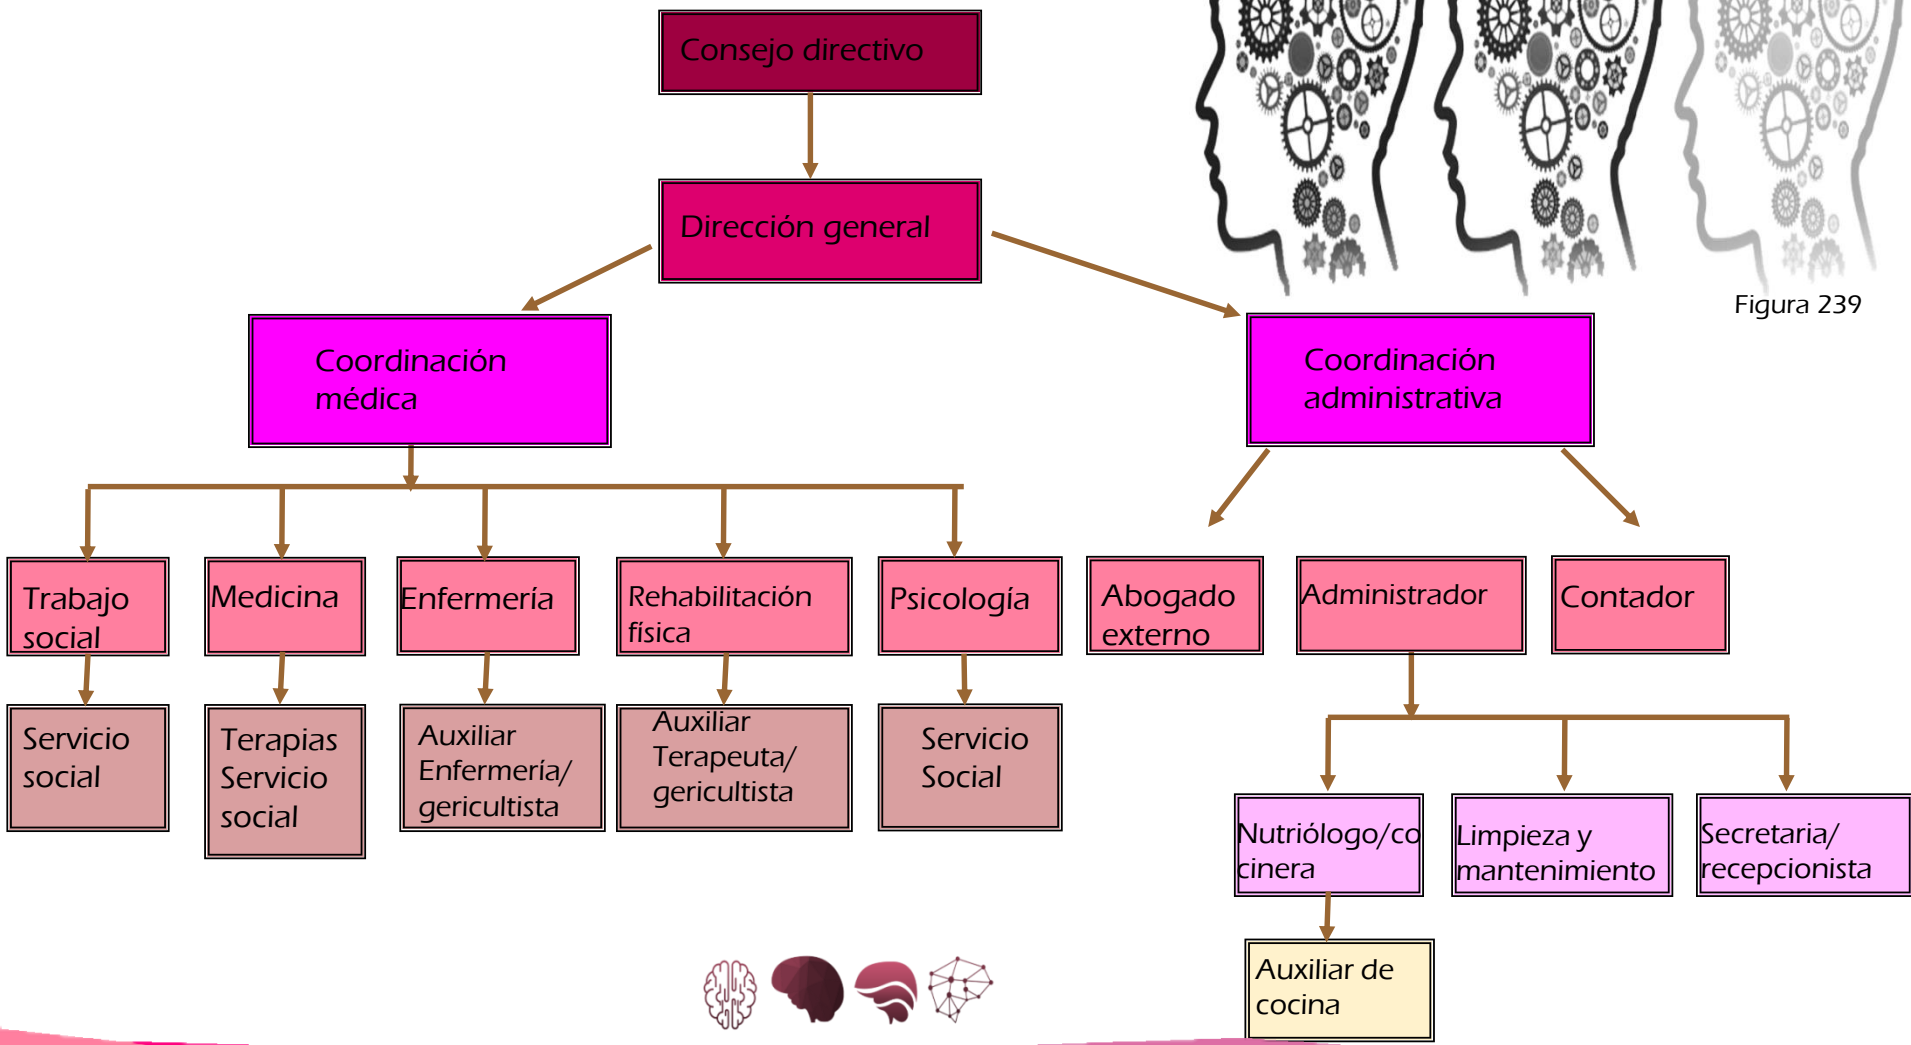 Consejo directivo
Dirección general
Figura 239
Coordinación
médica
Coordinación
administrativa
Trabajo
social
Medicina
Enfermería
Rehabilitación
física
Psicología
Abogado
externo
Administrador
Contador
Servicio
social
Terapias
Servicio
social
Auxiliar
Enfermería/
gericultista
Auxiliar
Terapeuta/
gericultista
Servicio
Social
Nutriólogo/co
cinera
Limpieza y
mantenimiento
Secretaria/
recepcionista
Auxiliar de
cocina